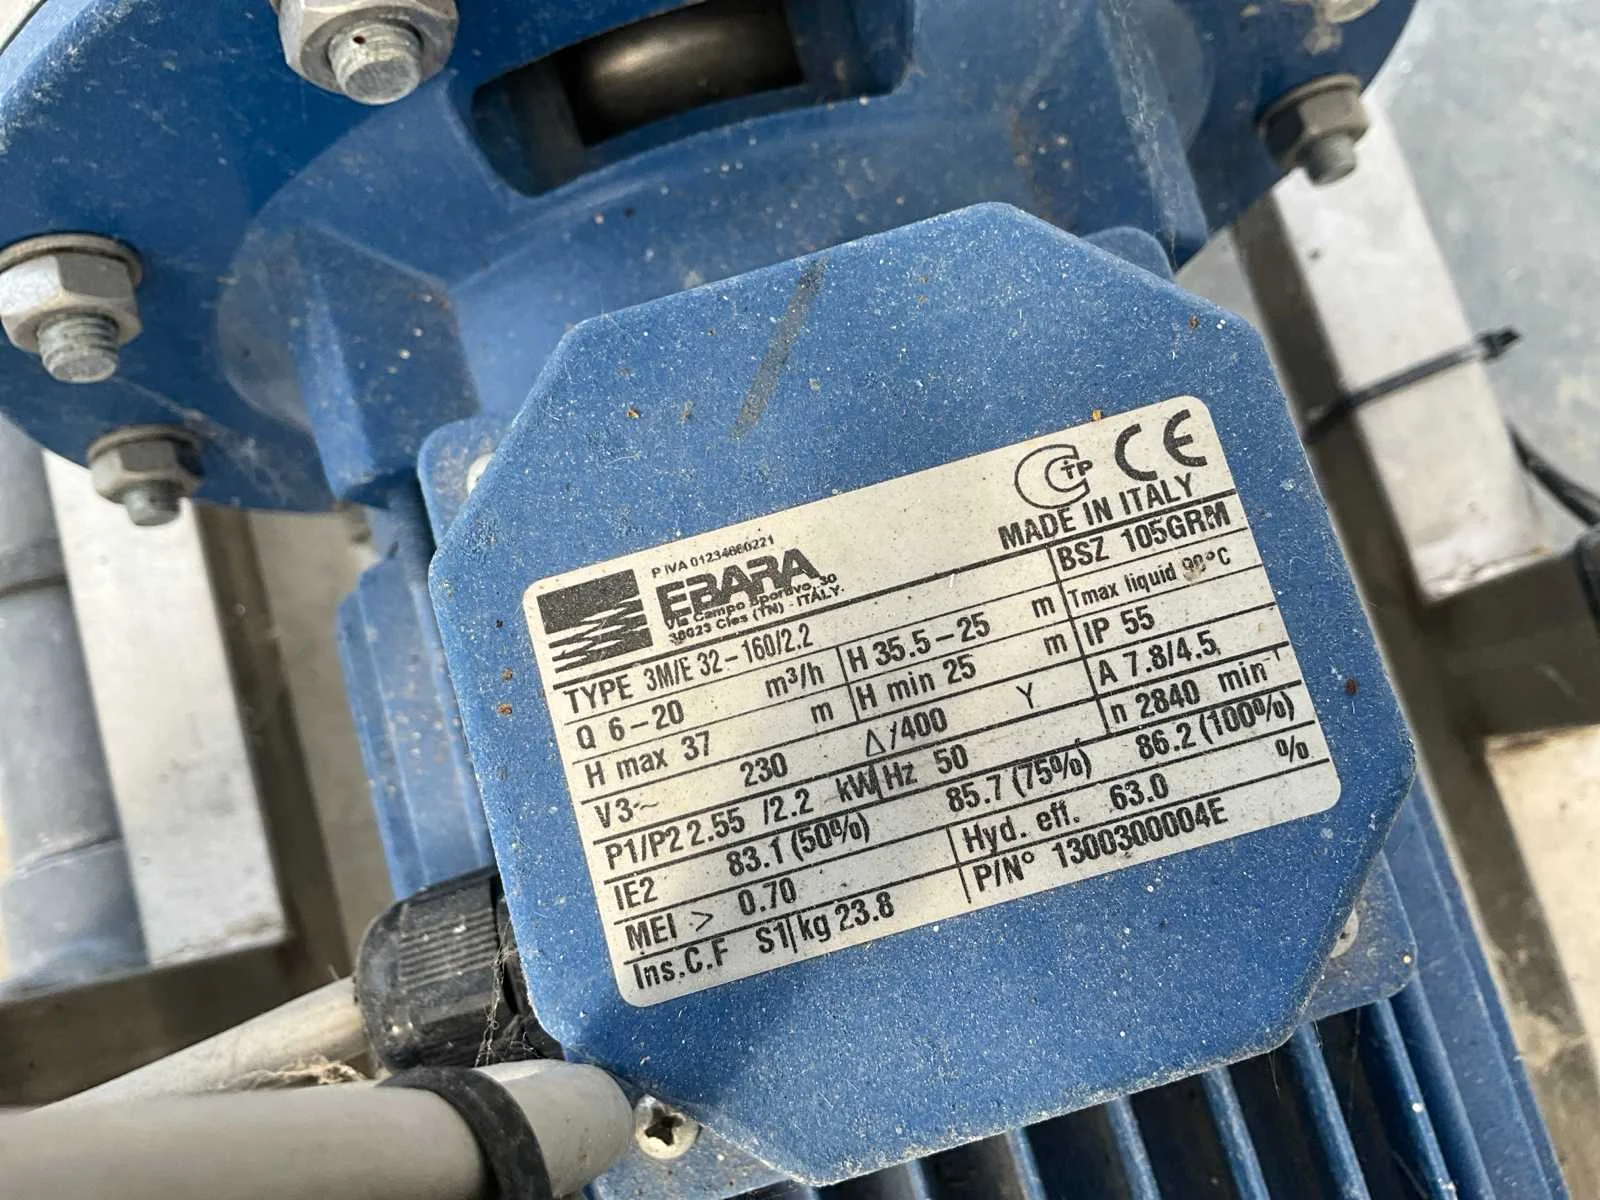 CTP CE
P IVA 01234660221
EBARA
Via Campo Sportivo, 30
38023 Cles (TN) - ITALY.
MADE IN ITALY
TYPE 3M/E 32-160/2.2 BSZ 105GRM
Q 6-20 m³/h H 35.5-25 m Tmax liquid 90°C
H max 37 m H min 25 m IP 55
V3~ 230 Δ/400 Y A 7.8/4.5
P1/P2 2.55 /2.2 kW Hz 50 n 2840 min⁻¹
IE2 83.1 (50%) 85.7 (75%) 86.2 (100%)
MEI > 0.70 Hyd. eff. 63.0 %
Ins.C.F S1 kg 23.8 P/N° 1300300004E